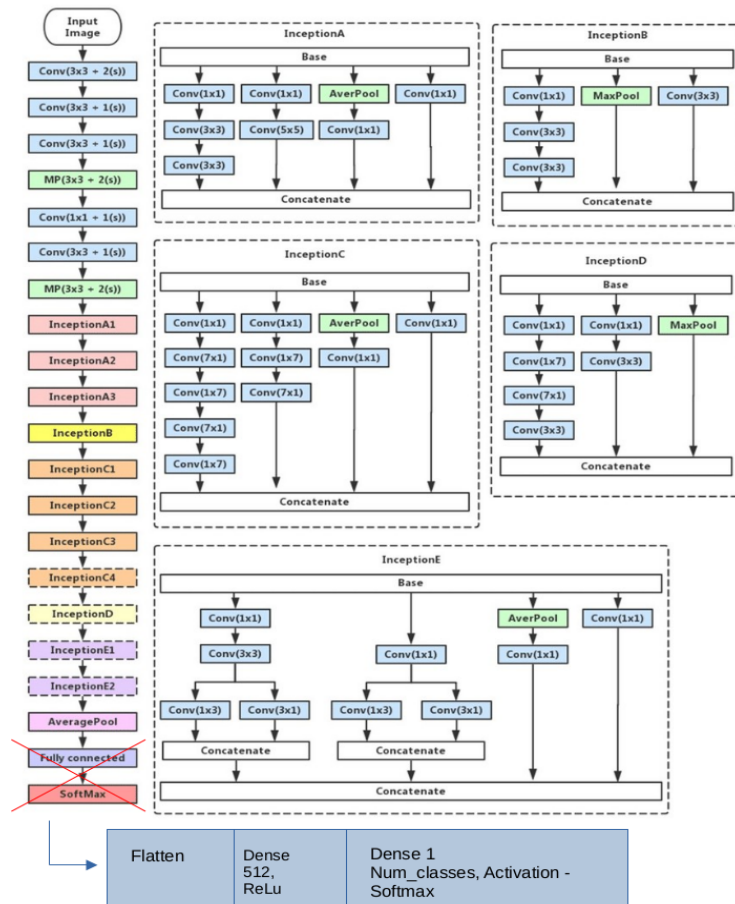 Input
Image
Conv(3x3 + 2(s))
Conv(3x3 + 1(s))
Conv(3x3 + 1(s))
MP(3x3 + 2(s))
Conv(1x1 + 1(s))
Conv(3x3 + 1(s))
MP(3x3 + 2(s))
InceptionA1
InceptionA2
InceptionA3
InceptionB
InceptionC1
InceptionC2
InceptionC3
InceptionC4
InceptionD
InceptionE1
InceptionE2
AveragePool
Fully connected
SoftMax
InceptionA
Base
Conv(1x1) Conv(1x1) AverPool Conv(1x1)
Conv(3x3) Conv(5x5) Conv(1x1)
Conv(3x3)
Concatenate
InceptionB
Base
Conv(1x1) MaxPool Conv(3x3)
Conv(3x3)
Conv(3x3)
Concatenate
InceptionC
Base
Conv(1x1) Conv(1x1) AverPool Conv(1x1)
Conv(7x1) Conv(1x7) Conv(1x1)
Conv(1x7) Conv(7x1)
Conv(7x1)
Conv(1x7)
Concatenate
InceptionD
Base
Conv(1x1) Conv(1x1) MaxPool
Conv(1x7) Conv(3x3)
Conv(7x1)
Conv(3x3)
Concatenate
InceptionE
Base
Conv(1x1) AverPool Conv(1x1)
Conv(3x3) Conv(1x1) Conv(1x1)
Conv(1x3) Conv(3x1) Conv(1x3) Conv(3x1)
Concatenate Concatenate
Concatenate
Flatten
Dense
512,
ReLu
Dense 1
Num_classes, Activation -
Softmax